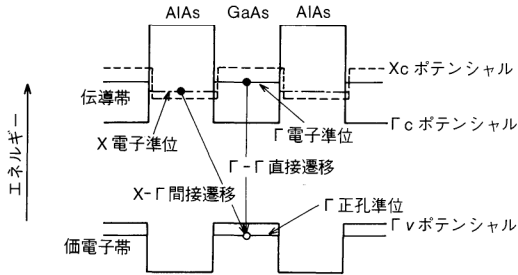 AlAs GaAs AlAs
Xc ポテンシャル
伝導帯
Γc ポテンシャル
X 電子準位
Γ電子準位
エネルギー
Γ-Γ直接遷移
X-Γ間接遷移
Γ正孔準位
Γv ポテンシャル
価電子帯